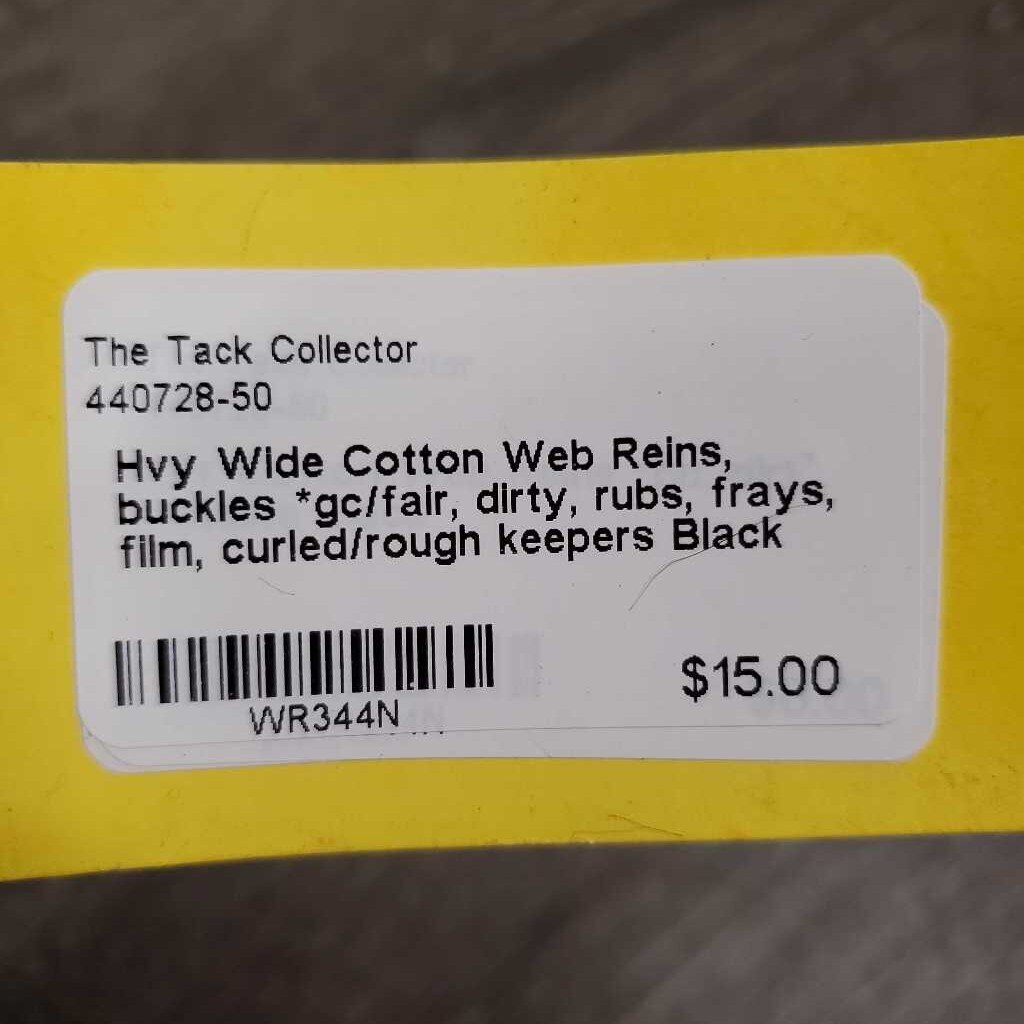 The Tack Collector
440728-50
Hvy Wide Cotton Web Reins,
buckles *gc/fair, dirty, rubs, frays,
film, curled/rough keepers Black
WR344N
$15.00